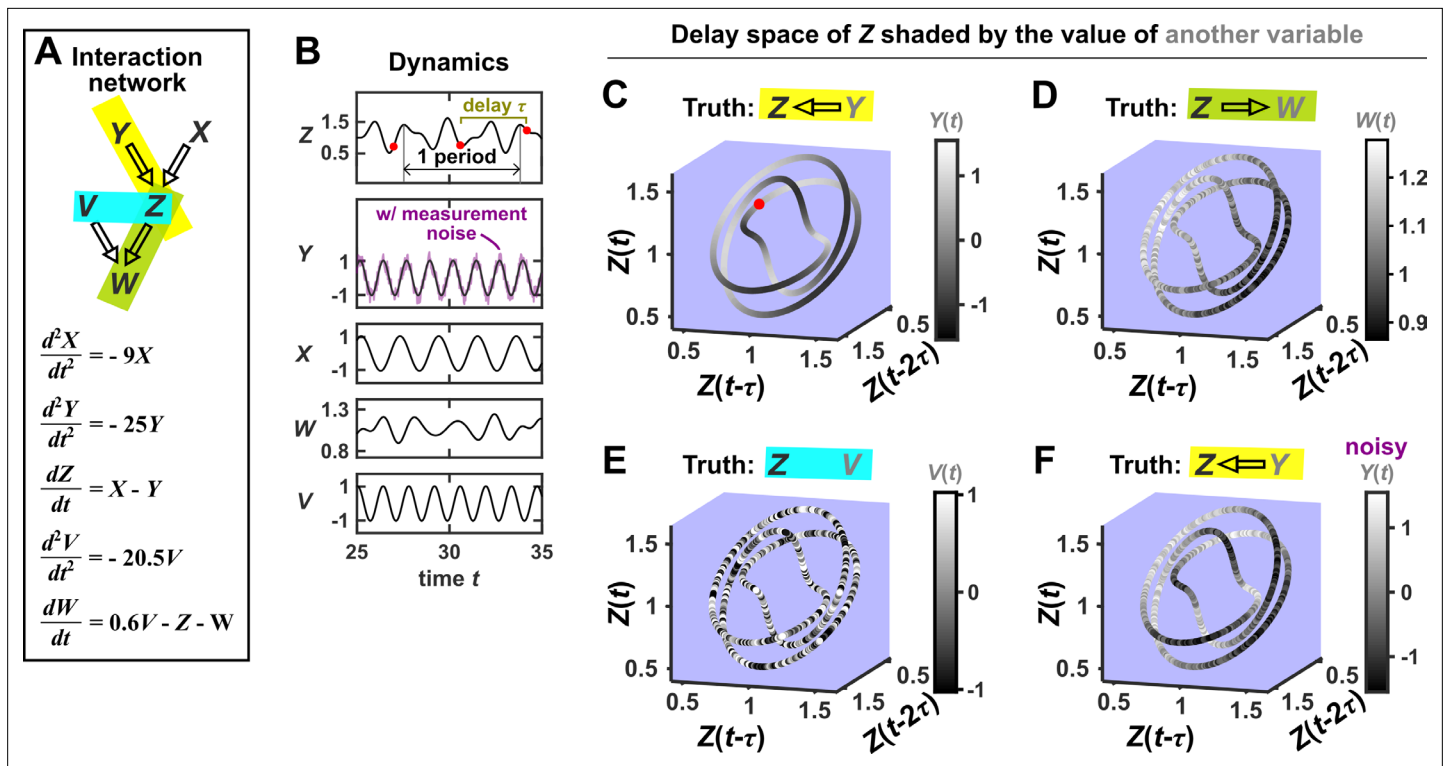 A
Interaction
network
Y
X
V
Z
W
d²X
dt²
= - 9X
d²Y
dt²
= - 25Y
dZ
dt
= X - Y
d²V
dt²
= - 20.5V
dW
dt
= 0.6V - Z - W
B
Dynamics
delay τ
Z
1.5
0.5
1 period
w/ measurement
noise
Y
1
-1
X
1
-1
W
1.3
0.8
V
1
-1
25
30
35
time t
Delay space of Z shaded by the value of another variable
C
Truth: Z Y
Y(t)
1
0
-1
Z(t)
1.5
1
0.5
0.5
1
1.5
Z(t-τ)
0.5
1.5
Z(t-2τ)
D
Truth: Z W
W(t)
1.2
1.1
1
0.9
Z(t)
1.5
1
0.5
0.5
1
1.5
Z(t-τ)
0.5
1.5
Z(t-2τ)
E
Truth: Z V
V(t)
1
0
-1
Z(t)
1.5
1
0.5
0.5
1
1.5
Z(t-τ)
0.5
1.5
Z(t-2τ)
F
Truth: Z Y
noisy
Y(t)
1
0
-1
Z(t)
1.5
1
0.5
0.5
1
1.5
Z(t-τ)
0.5
1.5
Z(t-2τ)